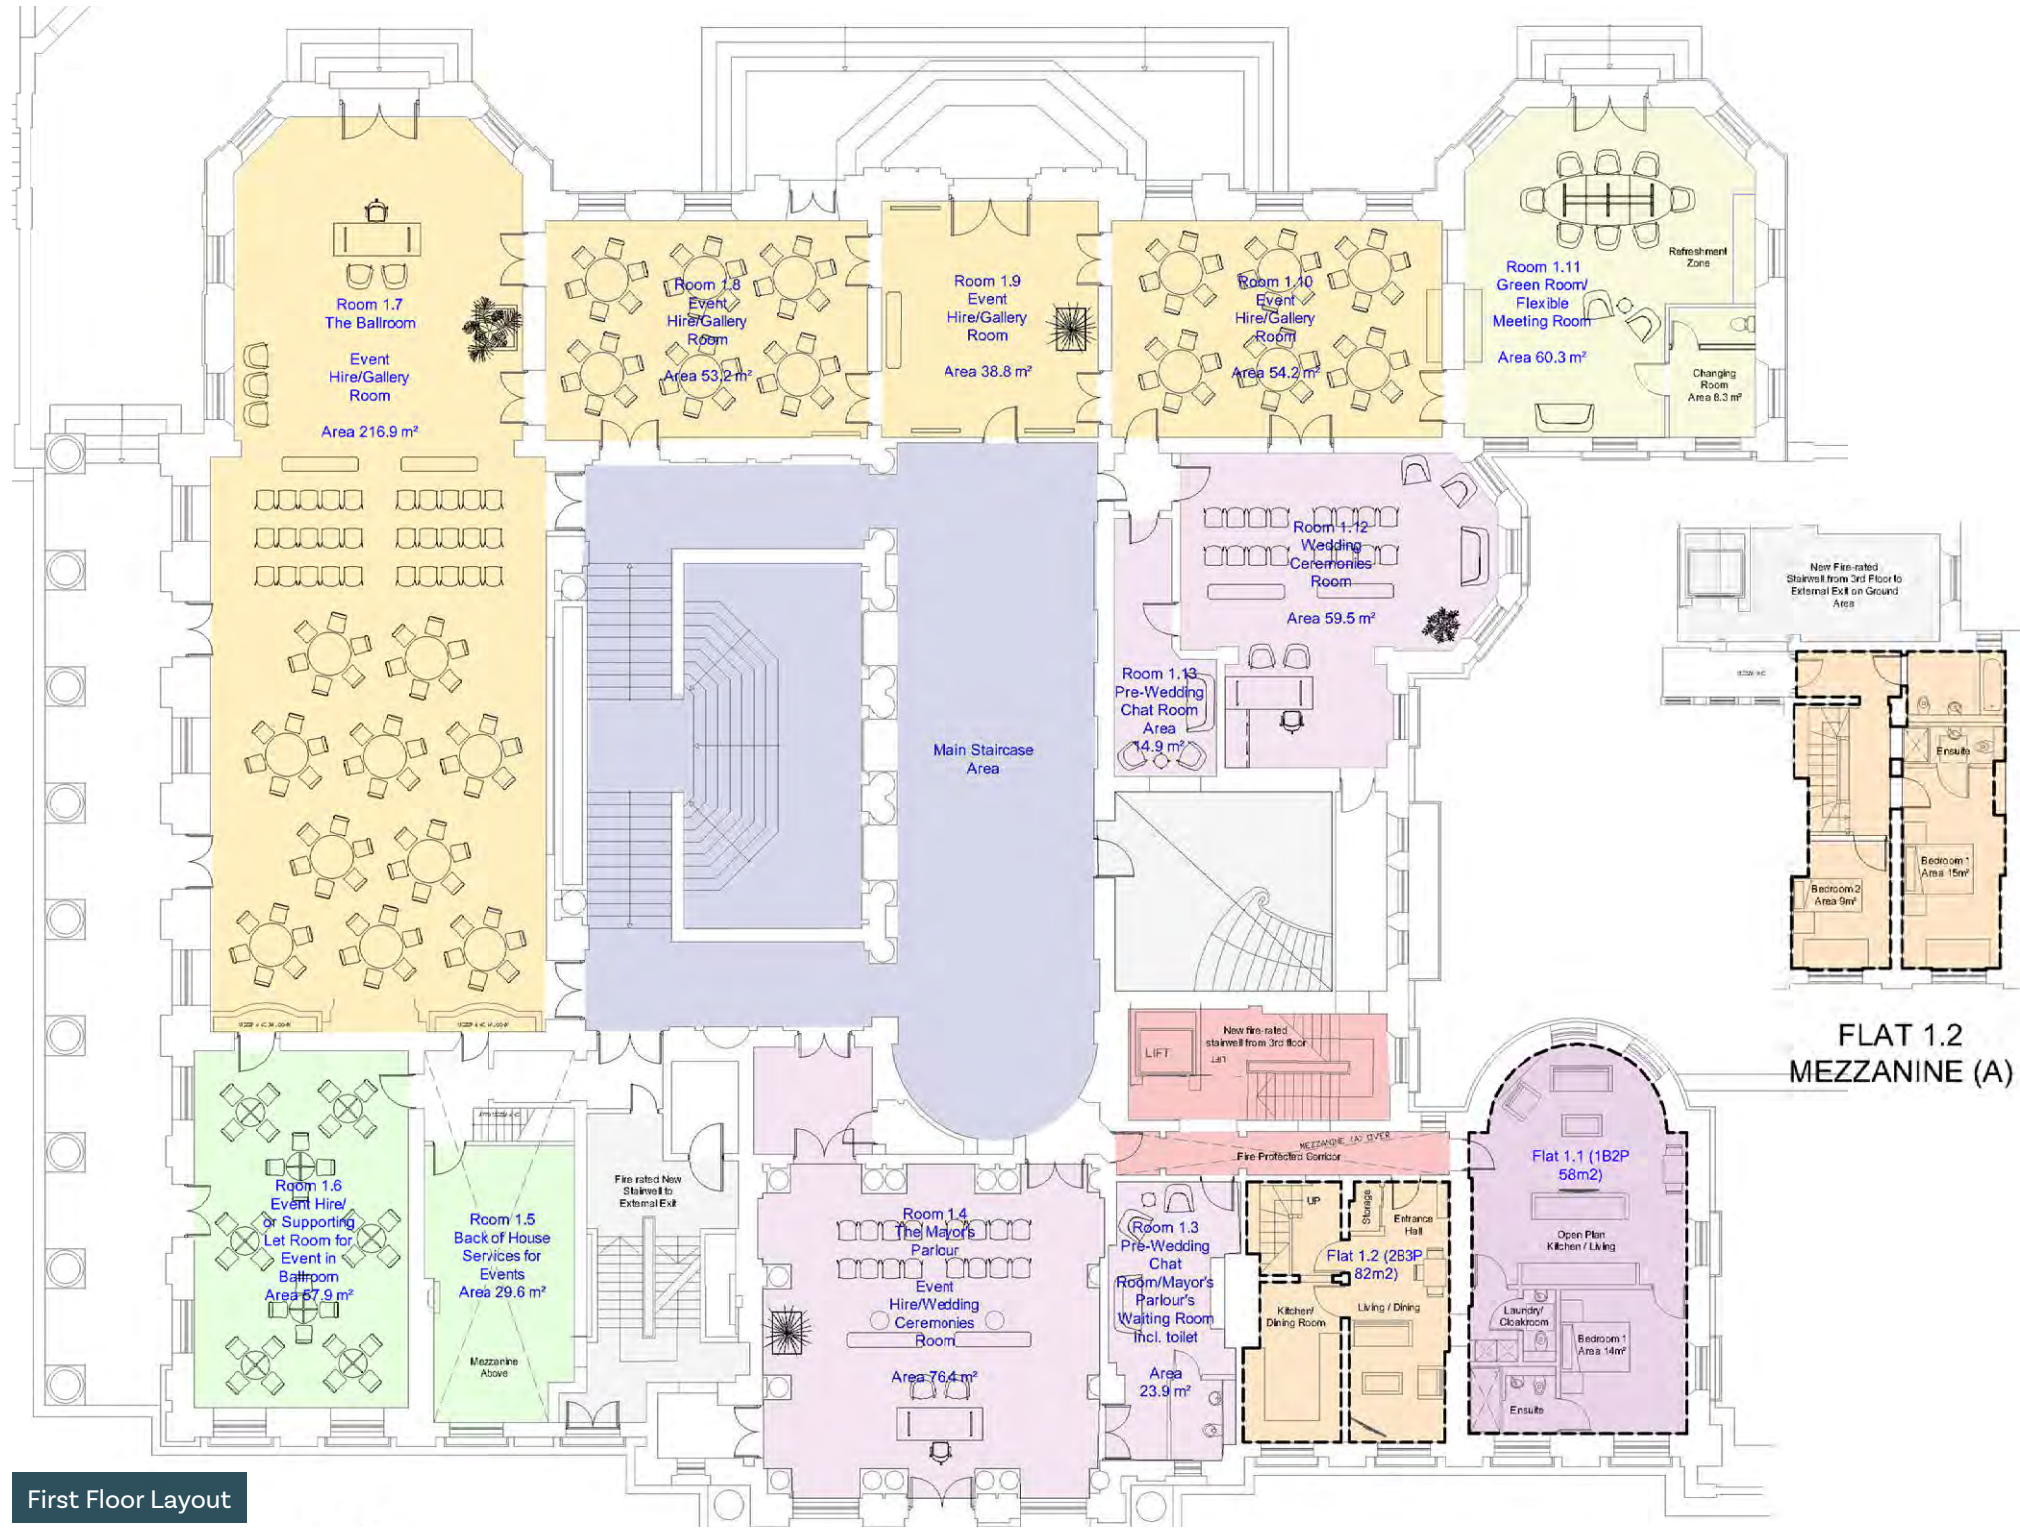 Room 1.7
The Ballroom
Event
Hire/Gallery
Room
Area 216.9 m²
Room 1.8
Event
Hire/Gallery
Room
Area 53.2 m²
Room 1.9
Event
Hire/Gallery
Room
Area 38.8 m²
Room 1.10
Event
Hire/Gallery
Room
Area 54.2 m²
Room 1.11
Green Room/
Flexible
Meeting Room
Area 60.3 m²
Refreshment
Zone
Changing
Room
Area 8.3 m²
Room 1.12
Wedding
Ceremonies
Room
Area 59.5 m²
Room 1.13
Pre-Wedding
Chat Room
Area
14.9 m²
Main Staircase
Area
New Fire-rated
Stairwell from 3rd Floor to
External Exit on Ground
Area
Ensuite
Bedroom 1
Area 15m²
Bedroom 2
Area 9m²
FLAT 1.2
MEZZANINE (A)
New fire-rated
stairwell from 3rd floor
LIFT
LIFT
MEZZANINE (A) OVER
Fire Protected Corridor
Flat 1.1 (1B2P
58m2)
Open Plan
Kitchen / Living
Laundry/
Cloakroom
Bedroom 1
Area 14m²
Ensuite
UP
Storage
Entrance
Hall
Flat 1.2 (2B3P
82m2)
Kitchen/
Dining Room
Living / Dining
Room 1.3
Pre-Wedding
Chat
Room/Mayor's
Parlour's
Waiting Room
incl. toilet
Area
23.9 m²
Room 1.4
The Mayor's
Parlour
Event
Hire/Wedding
Ceremonies
Room
Area 76.4 m²
Fire rated New
Stairwell to
External Exit
Room 1.5
Back of House
Services for
Events
Area 29.6 m²
Mezzanine
Above
Room 1.6
Event Hire/
or Supporting
Let Room for
Event in
Ballroom
Area 57.9 m²
First Floor Layout